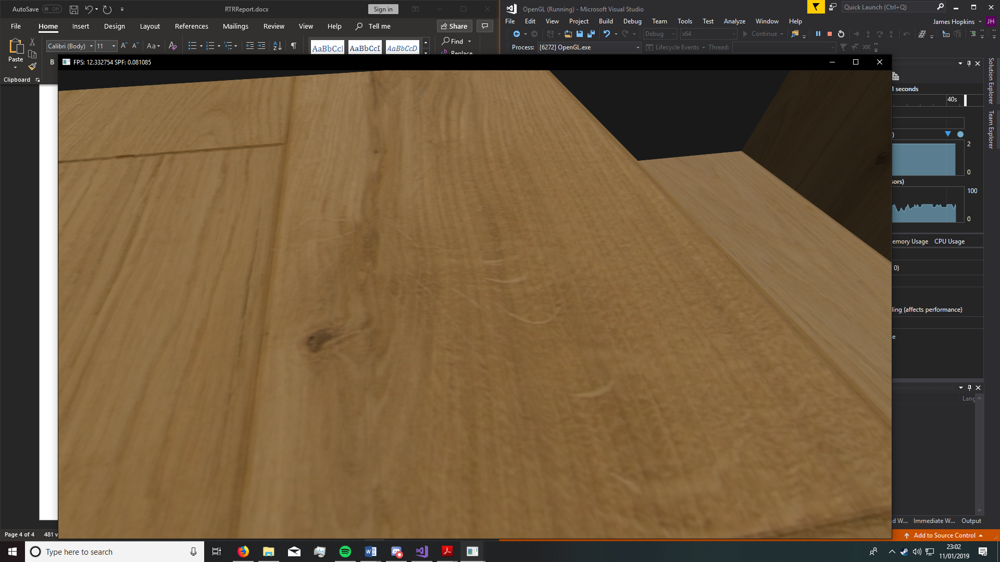 AutoSave Off RTRReport.docx Sign in
File Home Insert Design Layout References Mailings Review View Help Tell me Share
Paste
Clipboard
Calibri (Body) 11 Aa
B
AaBbCcI AaBbCcI AaBbCcD
Find
Replace
OpenGL (Running) - Microsoft Visual Studio Quick Launch (Ctrl+Q)
File Edit View Project Build Debug Team Tools Test Analyze Window Help James Hopkins JH
Debug x64 Continue
Process: [6272] OpenGL.exe Lifecycle Events Thread:
FPS: 12.332754 SPF: 0.081085
Solution Explorer
Team Explorer
seconds
40s
)
2
0
sors)
100
0
emory Usage CPU Usage
0)
ling (affects performance)
e
Lang
d W... Immediate W... Output
Page 4 of 4 481 w
Add to Source Control
Type here to search
23:02
11/01/2019